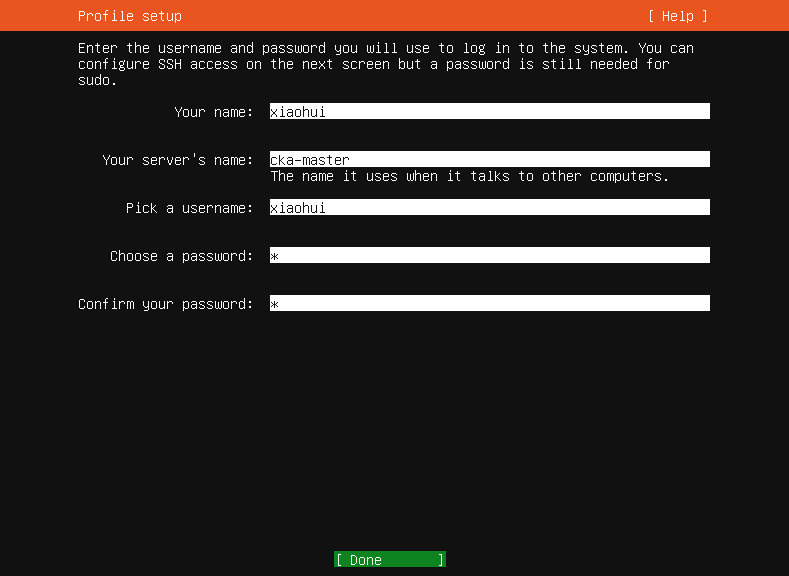 Profile setup [ Help ]
Enter the username and password you will use to log in to the system. You can
configure SSH access on the next screen but a password is still needed for
sudo.
Your name: xiaohui
Your server's name: cka-master
The name it uses when it talks to other computers.
Pick a username: xiaohui
Choose a password: *
Confirm your password: *
[ Done ]